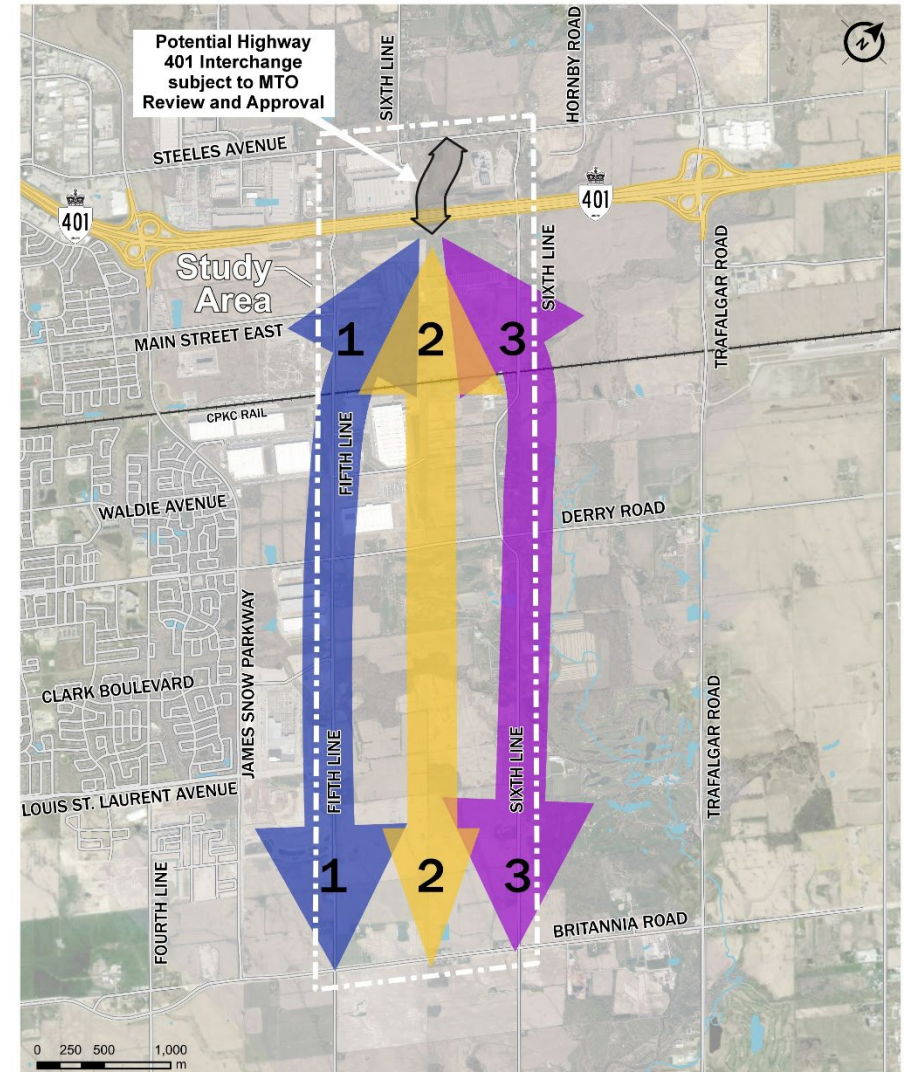 Potential Highway
401 Interchange
subject to MTO
Review and Approval
SIXTH LINE
HORNBY ROAD
N
STEELES AVENUE
401
401
Study
Area
SIXTH LINE
MAIN STREET EAST
1
2
3
TRAFALGAR ROAD
CPKC RAIL
FIFTH LINE
WALDIE AVENUE
DERRY ROAD
JAMES SNOW PARKWAY
CLARK BOULEVARD
FIFTH LINE
SIXTH LINE
TRAFALGAR ROAD
LOUIS ST. LAURENT AVENUE
1
2
3
FOURTH LINE
BRITANNIA ROAD
0 250 500 1,000
m